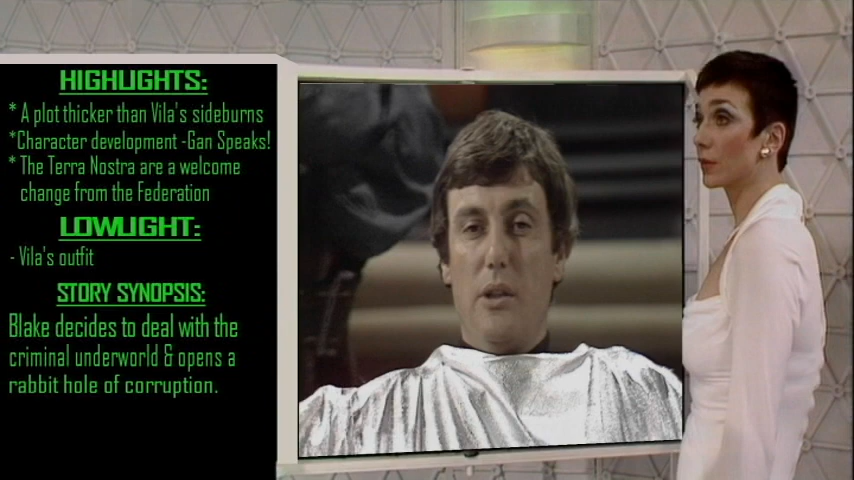 HIGHLIGHTS:
* A plot thicker than Vila's sideburns
*Character development -Gan Speaks!
* The Terra Nostra are a welcome
change from the Federation
LOWLIGHT:
- Vila's outfit
STORY SYNOPSIS:
Blake decides to deal with the
criminal underworld & opens a
rabbit hole of corruption.